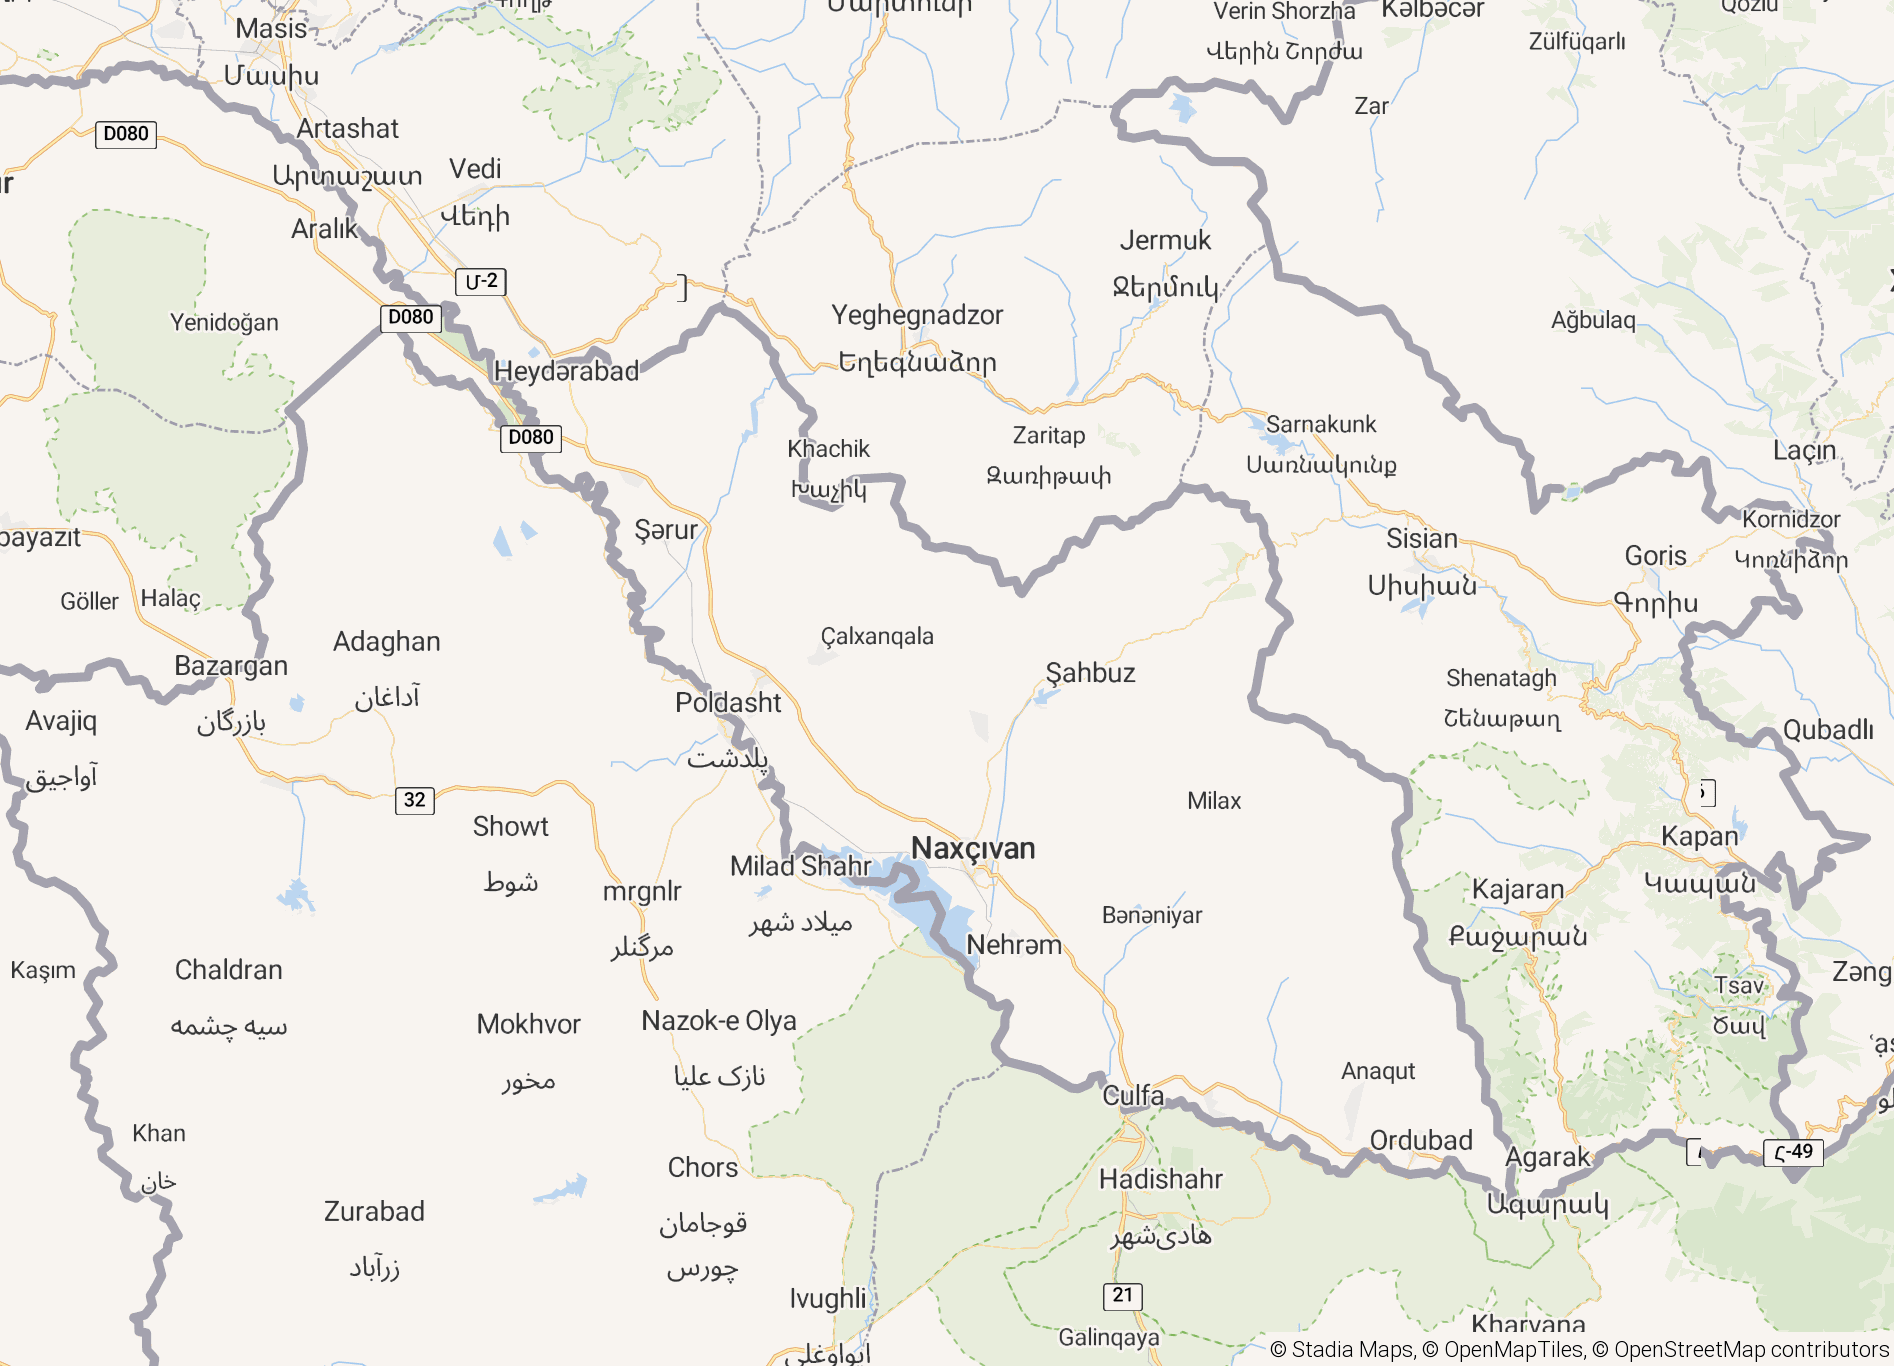 Masis
Մասիս
Մարտունի
Verin Shorzha
Վերին Շորժա
Kəlbəcər
Zülfüqarlı
Zar
D080
Artashat
Արտաշատ
Vedi
Վեդի
Aralık
Մ-2
D080
Yenidoğan
Jermuk
Ջերմուկ
Yeghegnadzor
Եղեգնաձոր
Ağbulaq
Heydərabad
D080
Khachik
Խաչիկ
Zaritap
Զառիթափ
Sarnakunk
Սառնակունք
Laçın
Kornidzor
Կոռնիձոր
Şərur
Sisian
Սիսիան
Goris
Գորիս
Göller
Halaç
Adaghan
آداغان
Çalxanqala
Bazargan
بازرگان
Şahbuz
Shenatagh
Շենաթաղ
Poldasht
پلدشت
Avajiq
آواجیق
Qubadlı
32
Milax
Showt
شوط
Kapan
Կապան
Naxçıvan
Milad Shahr
میلاد شهر
mrgnlr
مرگنلر
Kajaran
Քաջարան
Bənəniyar
Nehrəm
Kaşım
Chaldran
سیه چشمه
Tsav
Ծավ
Zəng
Mokhvor
مخور
Nazok-e Olya
نازک علیا
Anaqut
Culfa
Khan
خان
Ordubad
Agarak
Ագարակ
Հ-49
Chors
قوجامان
چورس
Hadishahr
هادی‌شهر
Zurabad
زرآباد
21
Ivughli
ایواوغلی
Galinqaya
Kharvana
© Stadia Maps, © OpenMapTiles, © OpenStreetMap contributors